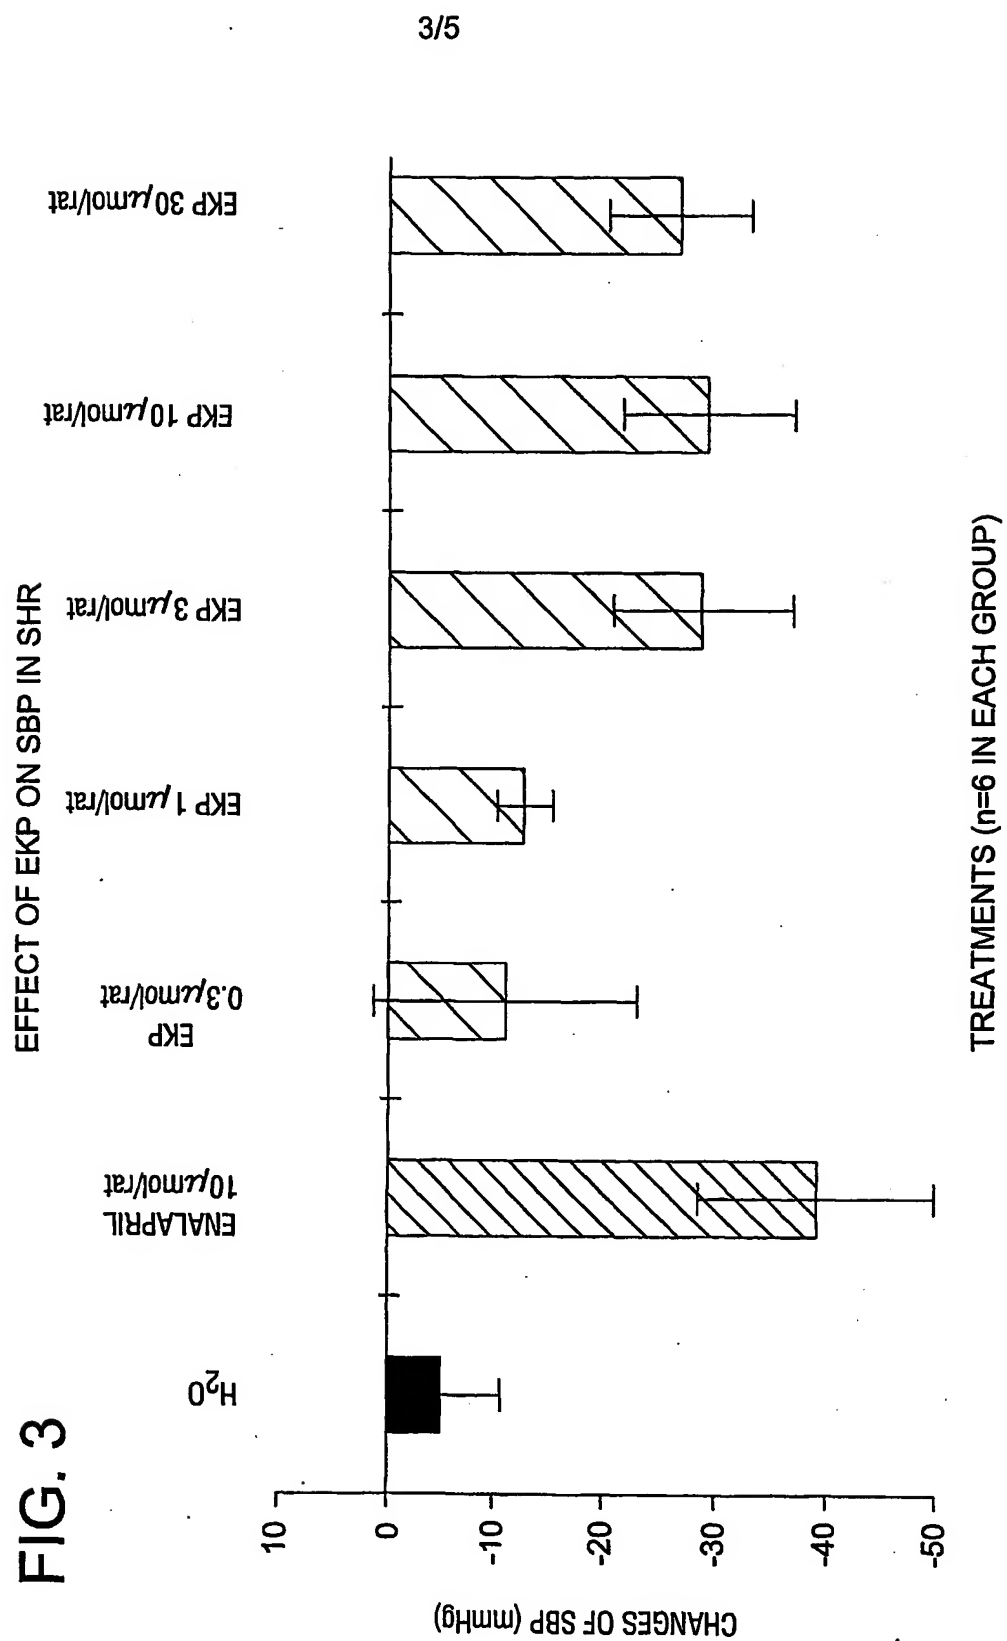 3/5
FIG. 3
EFFECT OF EKP ON SBP IN SHR
H₂O
ENALAPRIL
10μmol/rat
EKP
0.3μmol/rat
EKP 1μmol/rat
EKP 3μmol/rat
EKP 10μmol/rat
EKP 30μmol/rat
CHANGES OF SBP (mmHg)
10
0
-10
-20
-30
-40
-50
TREATMENTS (n=6 IN EACH GROUP)